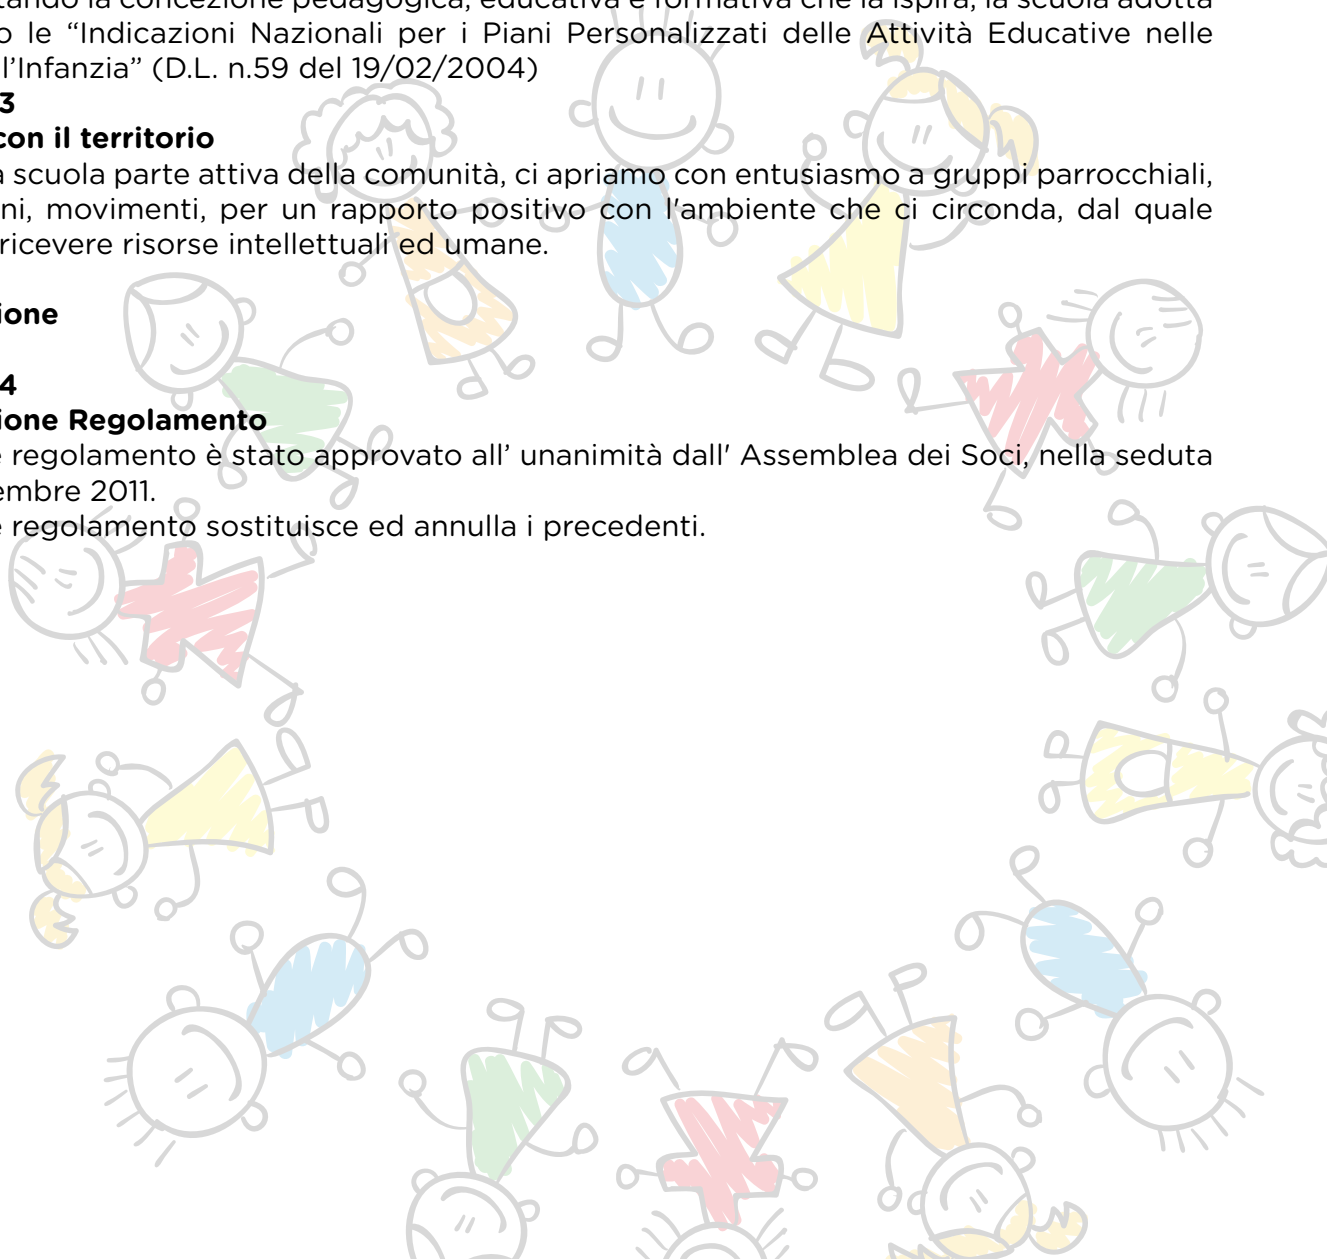 tando la concezione pedagogica, educativa e formativa che la ispira, la scuola adotta
o le “Indicazioni Nazionali per i Piani Personalizzati delle Attività Educative nelle
l’Infanzia” (D.L. n.59 del 19/02/2004)
3
con il territorio
a scuola parte attiva della comunità, ci apriamo con entusiasmo a gruppi parrocchiali,
ni, movimenti, per un rapporto positivo con l'ambiente che ci circonda, dal quale
ricevere risorse intellettuali ed umane.
ione
4
ione Regolamento
e regolamento è stato approvato all’ unanimità dall' Assemblea dei Soci, nella seduta
embre 2011.
e regolamento sostituisce ed annulla i precedenti.